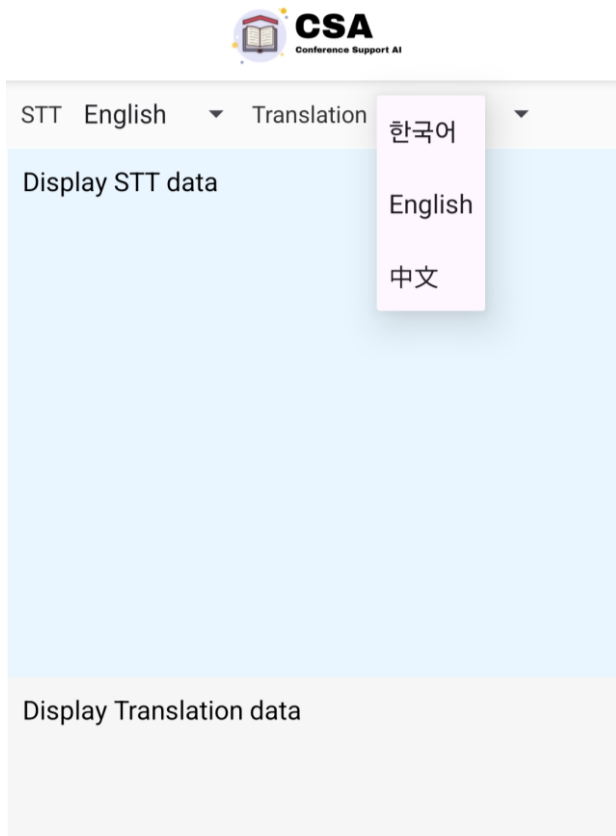 CSA
Conference Support AI
STT English Translation
한국어
English
中文
Display STT data
Display Translation data